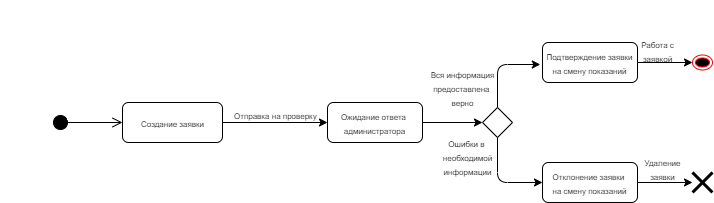 Создание заявки
Отправка на проверку
Ожидание ответа
администратора
Вся информация
предоставлена
верно
Ошибки в
необходимой
информации
Подтверждение заявки
на смену показаний
Работа с
заявкой
Отклонение заявки
на смену показаний
Удаление
заявки